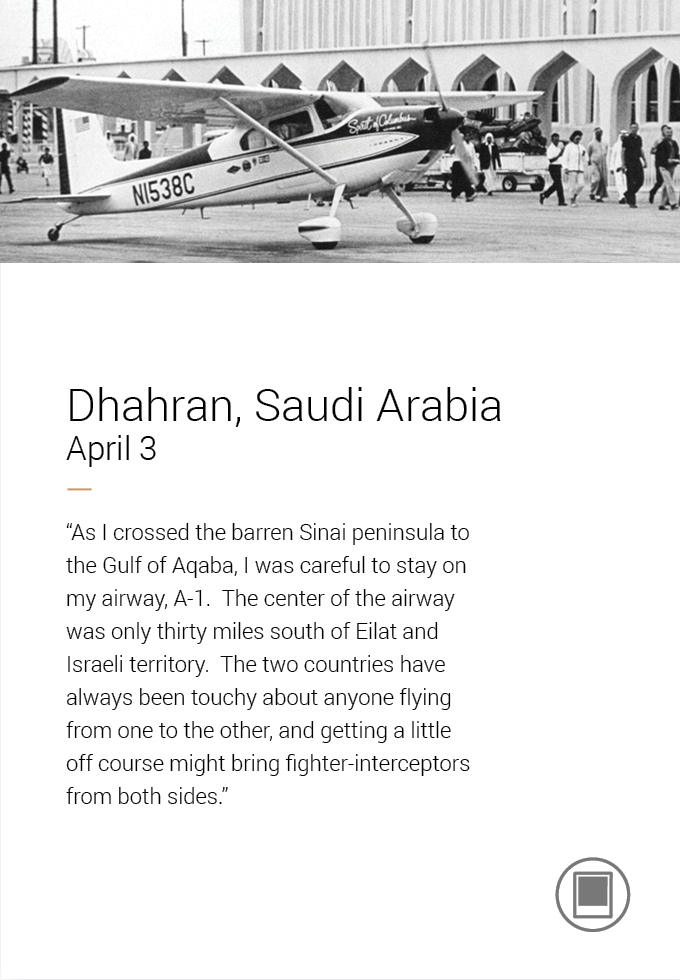 Spirit of Columbus
N1538C
Dhahran, Saudi Arabia
April 3
“As I crossed the barren Sinai peninsula to
the Gulf of Aqaba, I was careful to stay on
my airway, A-1.  The center of the airway
was only thirty miles south of Eilat and
Israeli territory.  The two countries have
always been touchy about anyone flying
from one to the other, and getting a little
off course might bring fighter-interceptors
from both sides.”